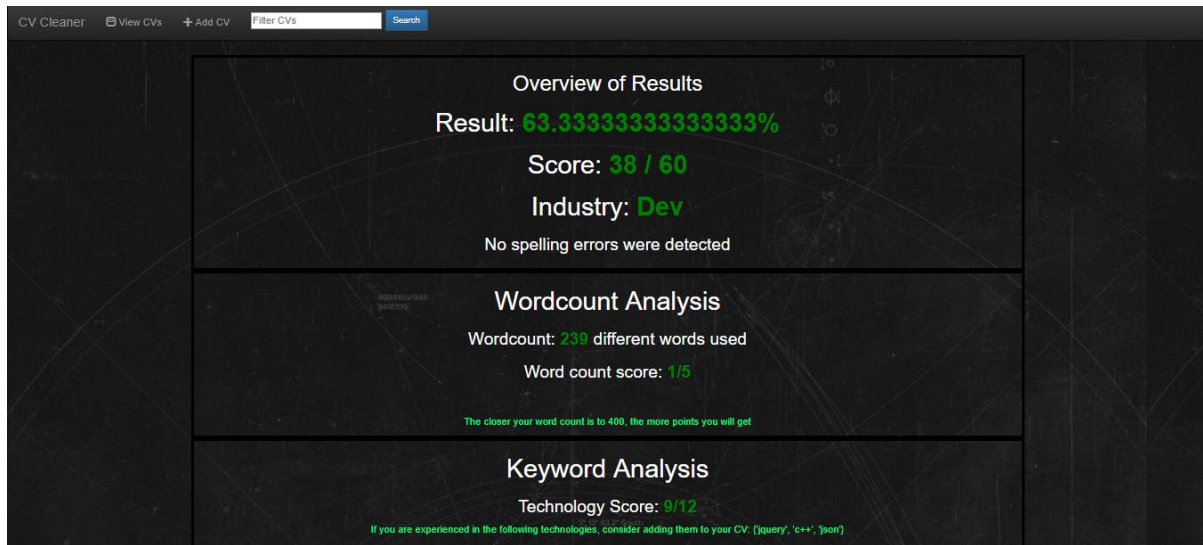 CV Cleaner View CVs Add CV Filter CVs Search
Overview of Results
Result: 63.33333333333333%
Score: 38 / 60
Industry: Dev
No spelling errors were detected
Wordcount Analysis
Wordcount: 239 different words used
Word count score: 1/5
The closer your word count is to 400, the more points you will get
Keyword Analysis
Technology Score: 9/12
If you are experienced in the following technologies, consider adding them to your CV: {'jquery', 'c++', 'json'}